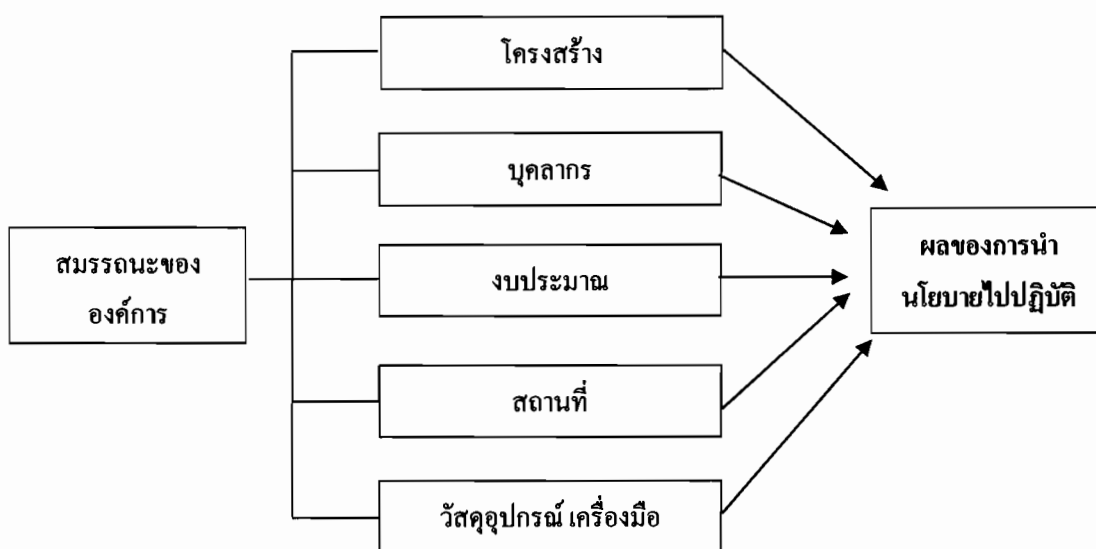 โครงสร้าง
บุคลากร
สมรรถนะของ
องค์การ
งบประมาณ
ผลของการนำ
นโยบายไปปฏิบัติ
สถานที่
วัสดุอุปกรณ์ เครื่องมือ